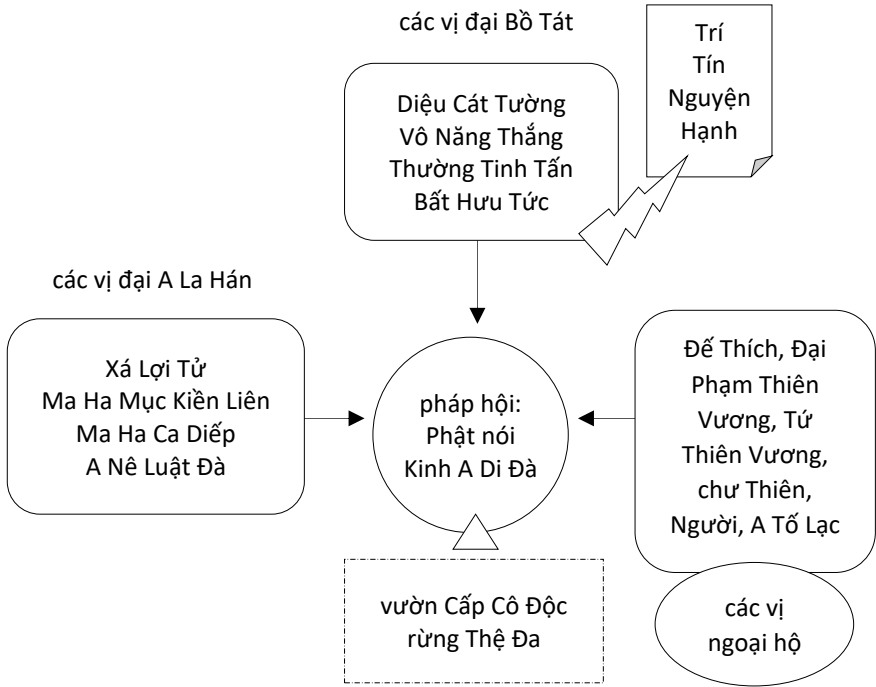 các vị đại Bồ Tát
Diệu Cát Tường
Vô Năng Thắng
Thường Tinh Tấn
Bất Hưu Tức
Trí
Tín
Nguyện
Hạnh
các vị đại A La Hán
Xá Lợi Tử
Ma Ha Mục Kiền Liên
Ma Ha Ca Diếp
A Nê Luật Đà
pháp hội:
Phật nói
Kinh A Di Đà
Đế Thích, Đại
Phạm Thiên
Vương, Tứ
Thiên Vương,
chư Thiên,
Người, A Tố Lạc
vườn Cấp Cô Độc
rừng Thệ Đa
các vị
ngoại hộ